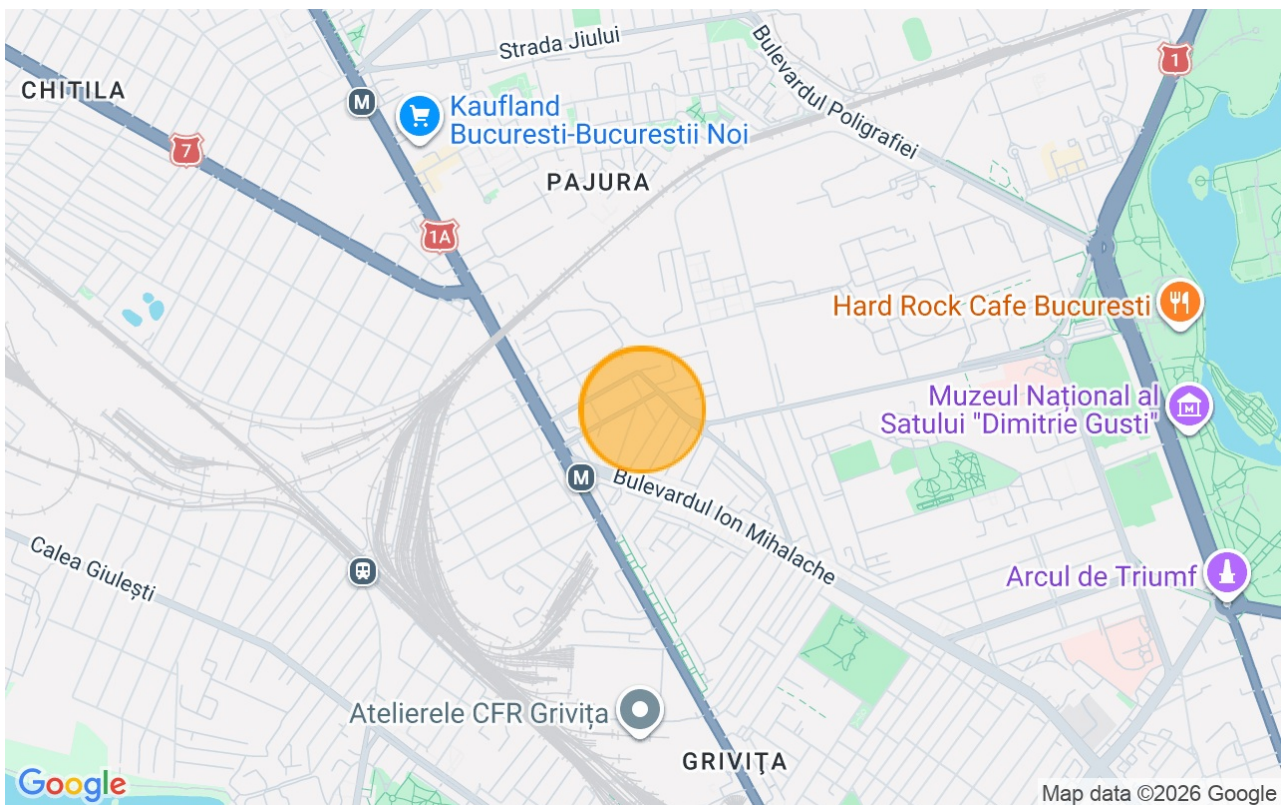 Strada Jiului
Bulevardul Poligrafiei
1
CHITILA
M
Kaufland
Bucuresti-Bucurestii Noi
7
PAJURA
1A
Hard Rock Cafe Bucuresti
Muzeul Național al
Satului "Dimitrie Gusti"
M
M
Bulevardul Ion Mihalache
Calea Giulești
Arcul de Triumf
Atelierele CFR Grivița
GRIVIŢA
Google
Map data ©2026 Google